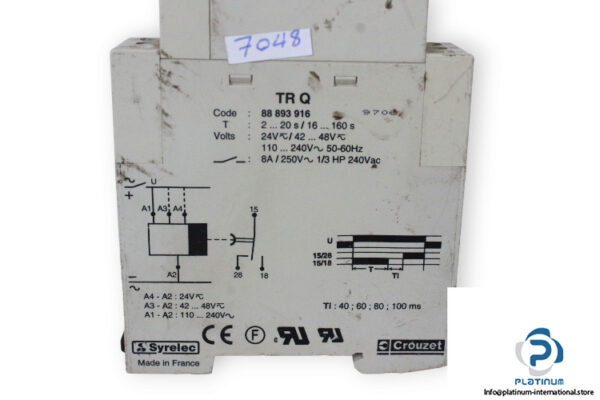 7048
TR Q
Code : 88 893 916
T : 2 ... 20 s / 16 ... 160 s
Volts : 24V⎓ / 42 ... 48V⎓
110 ... 240V∿ 50-60Hz
: 8A / 250V∿ 1/3 HP 240Vac
U
+
A1 A3 A4
15
A2
28 18
−
U
15/28
15/18
T TI
A4 - A2 : 24V
A3 - A2 : 42 ... 48V
A1 - A2 : 110 ... 240V∿
TI : 40 ; 60 ; 80 ; 100 ms
CE F c RU US UR
Syrelec
Crouzet
Made in France
PLATINUM
info@platinum-international.store